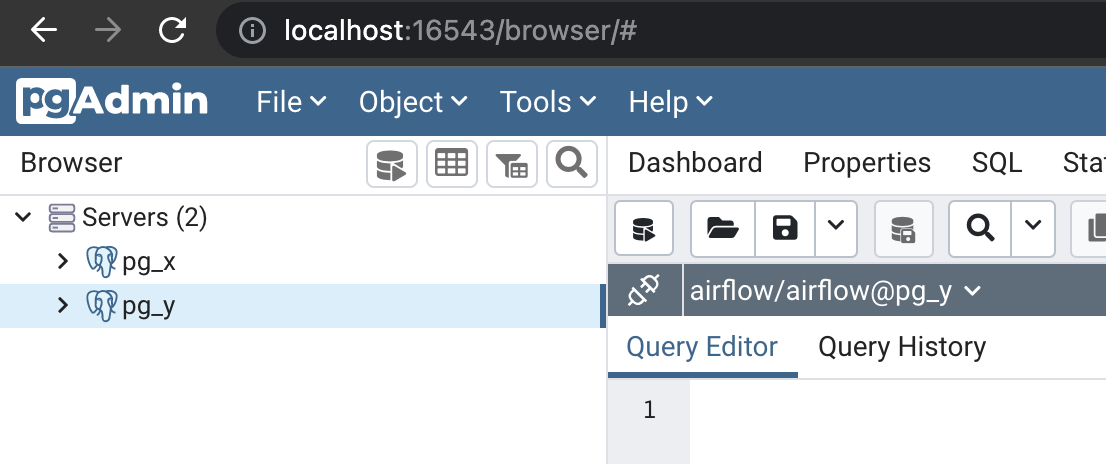 localhost:16543/browser/#
pgAdmin File Object Tools Help
Browser
Dashboard Properties SQL Sta
Servers (2)
pg_x
pg_y
airflow/airflow@pg_y
Query Editor Query History
1